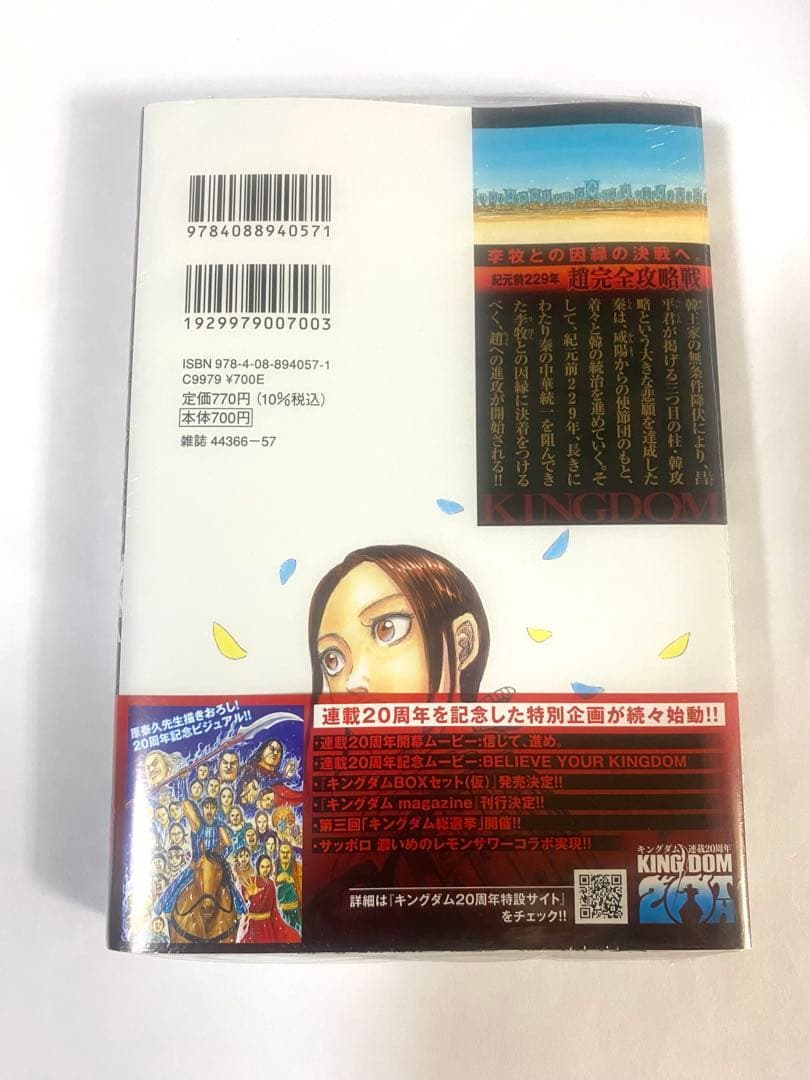 9784088940571
1929979007003
ISBN 978-4-08-894057-1
C9979 ¥700E
定価770円(10%税込)
本体700円
雑誌 44366-57
李牧との因縁の決戦へ。
紀元前229年 趙完全攻略戦
韓王家の無条件降伏により、昌
平君が掲げる三つ目の柱・韓攻
略という大きな悲願を達成した
秦は、咸陽からの使節団のもと、
着々と韓の統治を進めていく。そ
して、紀元前229年、長きに
わたり秦の中華統一を阻んでき
た李牧との因縁に決着をつける
べく、趙への進攻が開始される!!
KINGDOM
原泰久先生描きおろし!
20周年記念ビジュアル!!
連載20周年を記念した特別企画が続々始動!!
・連載20周年開幕ムービー:信じて、進め。
・連載20周年記念ムービー:BELIEVE YOUR KINGDOM
・『キングダムBOXセット(仮)』発売決定!!
・『キングダム magazine』刊行決定!!
・第三回「キングダム総選挙」開催!!
・サッポロ 濃いめのレモンサワーコラボ実現!!
詳細は『キングダム20周年特設サイト』
をチェック!!
キングダム 連載20周年
KINGDOM
20TH